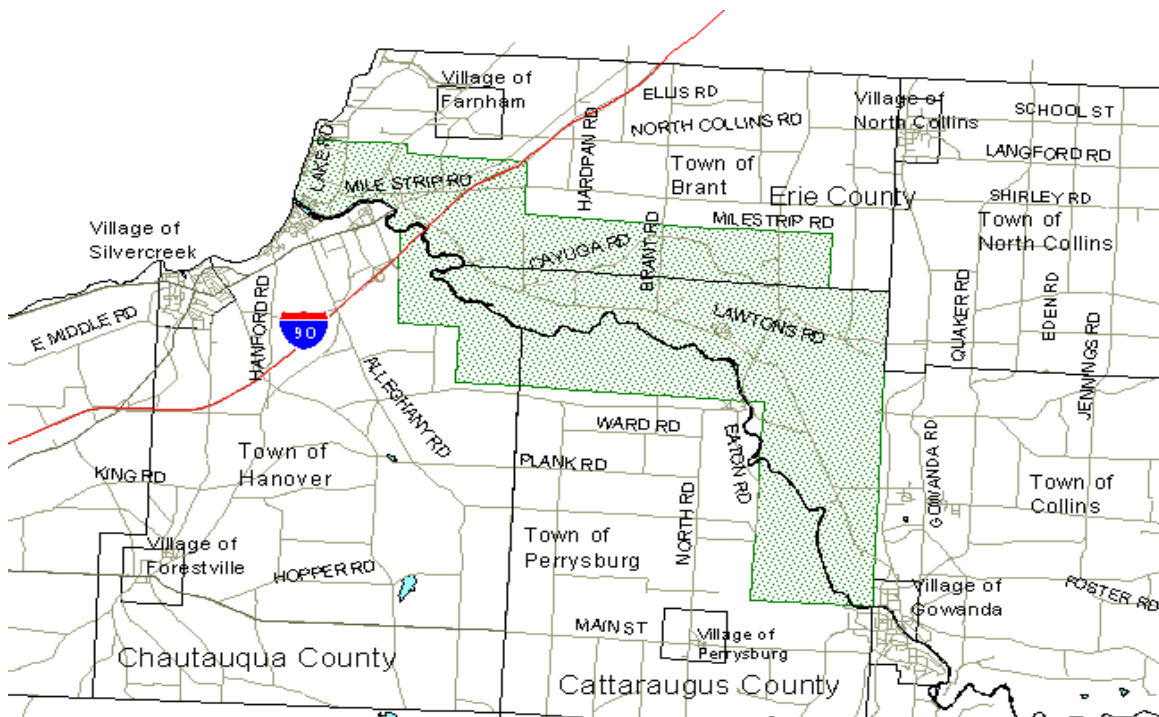 Village of
Farnham
ELLIS RD
Village of
North Collins
SCHOOL ST
NORTH COLLINS RD
LAKE RD
HARDPAN RD
LANGFORD RD
Town of
Brant
MILE STRIP RD
Erie County
SHIRLEY RD
MILESTRIP RD
Town of
North Collins
Village of
Silvercreek
CAYUGA RD
BRANT RD
QUAKER RD
EDEN RD
E MIDDLE RD
HANFORD RD
90
LAWTONS RD
JENNINGS RD
ALLEGHANY RD
WARD RD
EATON RD
GOWANDA RD
Town of
Hanover
KING RD
PLANK RD
Town of
Collins
NORTH RD
Town of
Perrysburg
Village of
Forestville
HOPPER RD
Village of
Gowanda
FOSTER RD
MAIN ST
Village of
Perrysburg
Chautauqua County
Cattaraugus County